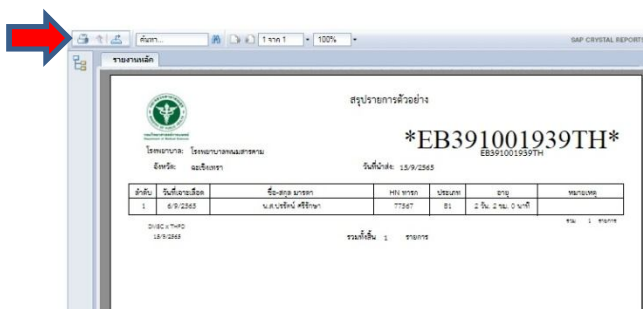 ค้นหา... 1 จาก 1 100% SAP CRYSTAL REPORTS
รายงานหลัก
สรุปรายการตัวอย่าง
*EB391001939TH*
EB391001939TH
โรงพยาบาล: โรงพยาบาลพนมสารคาม
จังหวัด: ฉะเชิงเทรา วันที่นำส่ง: 15/9/2565
ลำดับ วันที่เจาะเลือด ชื่อ-สกุล มารดา HN ทารก ประเภท อายุ หมายเหตุ
1 6/9/2565 น.ส.ปรรัตน์ ศรีรักษา 77367 B1 2 วัน. 2 ชม. 0 นาที
รวม 1 รายการ
DMSC x THPD
15/9/2565 รวมทั้งสิ้น 1 รายการ